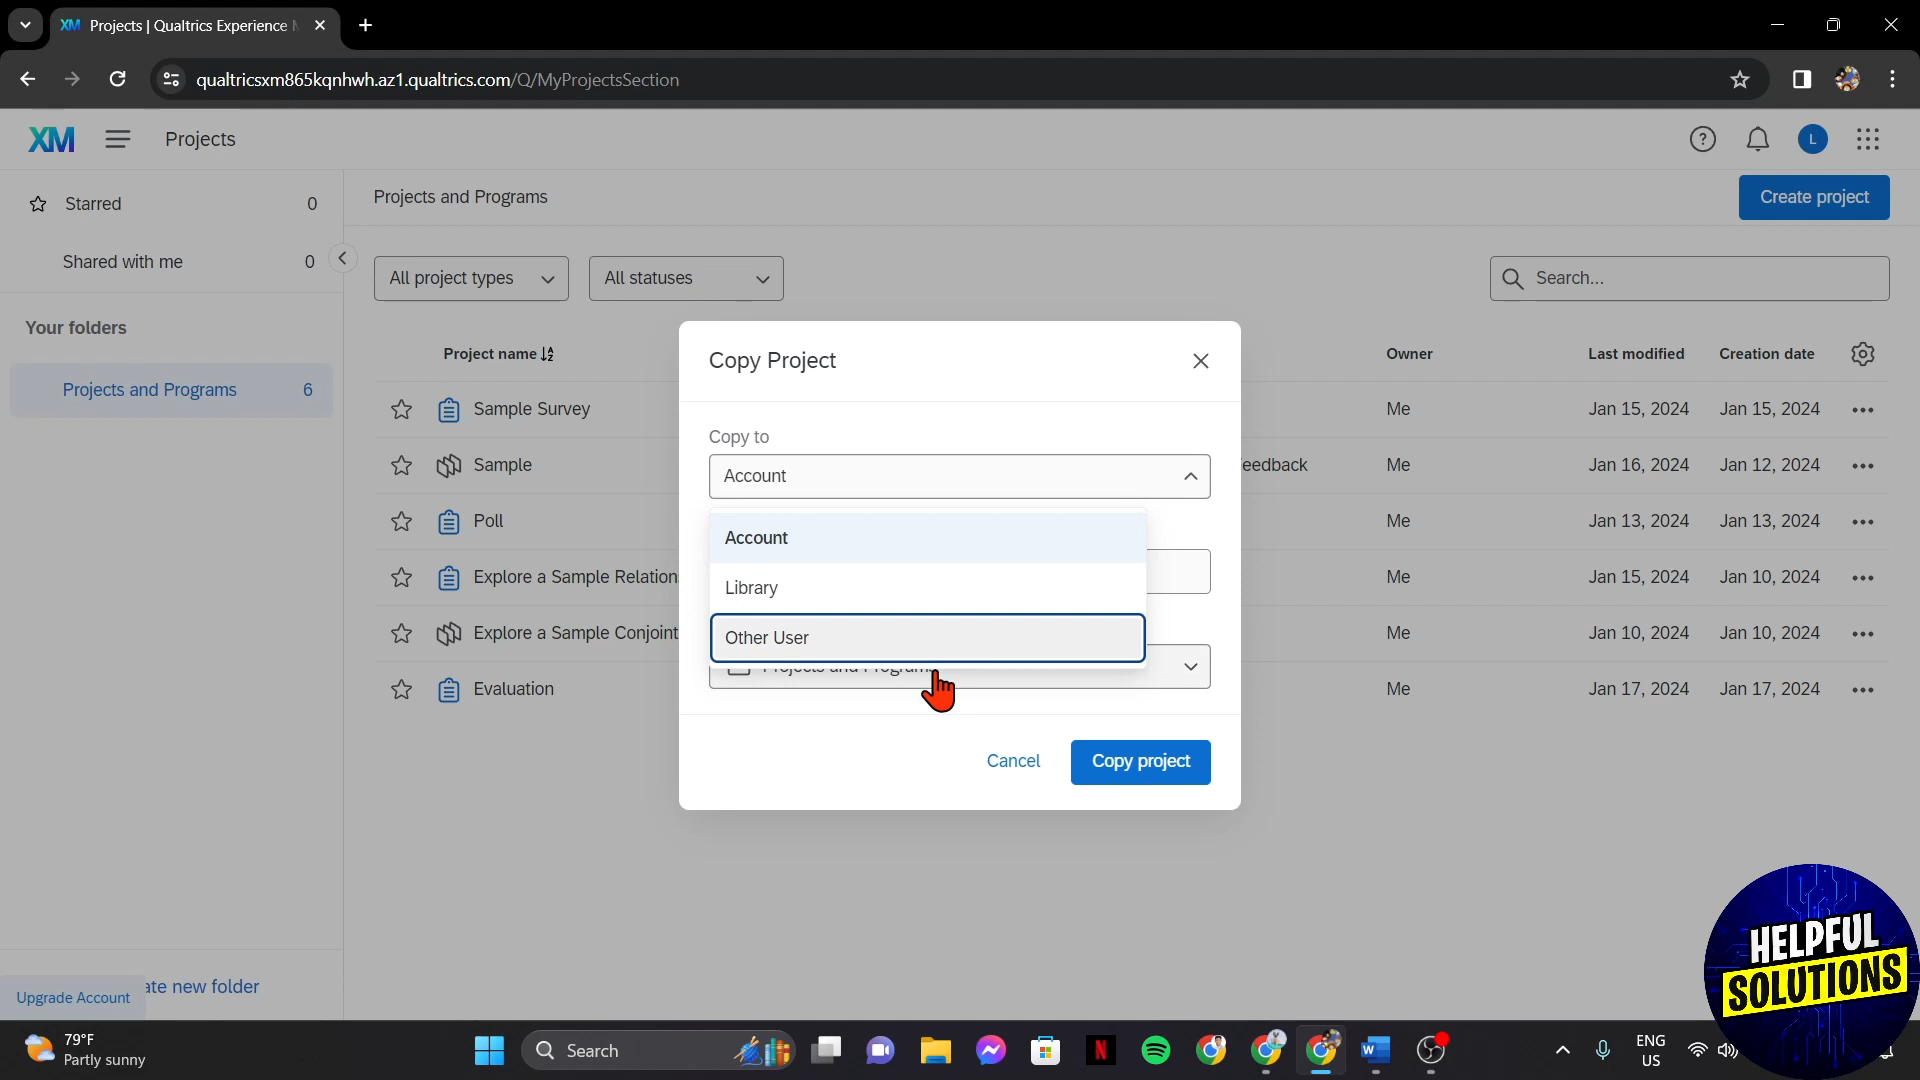 XM Projects | Qualtrics Experience
qualtricsxm865kqnhwh.az1.qualtrics.com/Q/MyProjectsSection
XM
Projects
L
Starred 0
Shared with me 0
Your folders
Projects and Programs 6
Projects and Programs
Create project
All project types
All statuses
Search...
Project name
Owner
Last modified
Creation date
Sample Survey
Me
Jan 15, 2024
Jan 15, 2024
Sample
eedback
Me
Jan 16, 2024
Jan 12, 2024
Poll
Me
Jan 13, 2024
Jan 13, 2024
Explore a Sample Relation
Me
Jan 15, 2024
Jan 10, 2024
Explore a Sample Conjoint
Me
Jan 10, 2024
Jan 10, 2024
Evaluation
Me
Jan 17, 2024
Jan 17, 2024
Copy Project
Copy to
Account
Account
Library
Other User
Projects and Programs
Cancel
Copy project
Upgrade Account
ate new folder
79°F
Partly sunny
Search
ENG
US
HELPFUL
SOLUTIONS